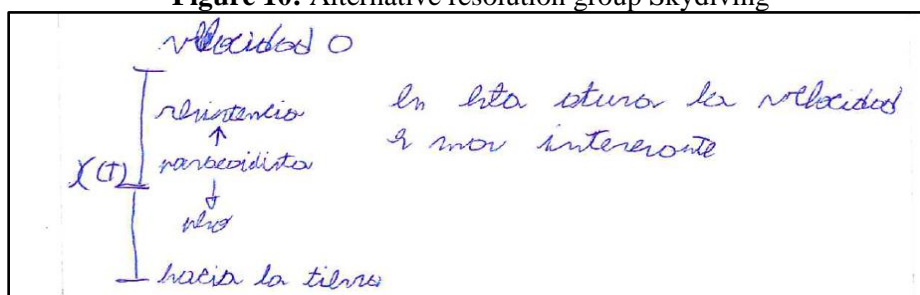 Figure 10: Alternative resolution group Skydiving
velocidad 0
resistencia
↑
X(T) paracaidista
↓
peso
hacia la tierra
En esta altura la velocidad
es mas interesante